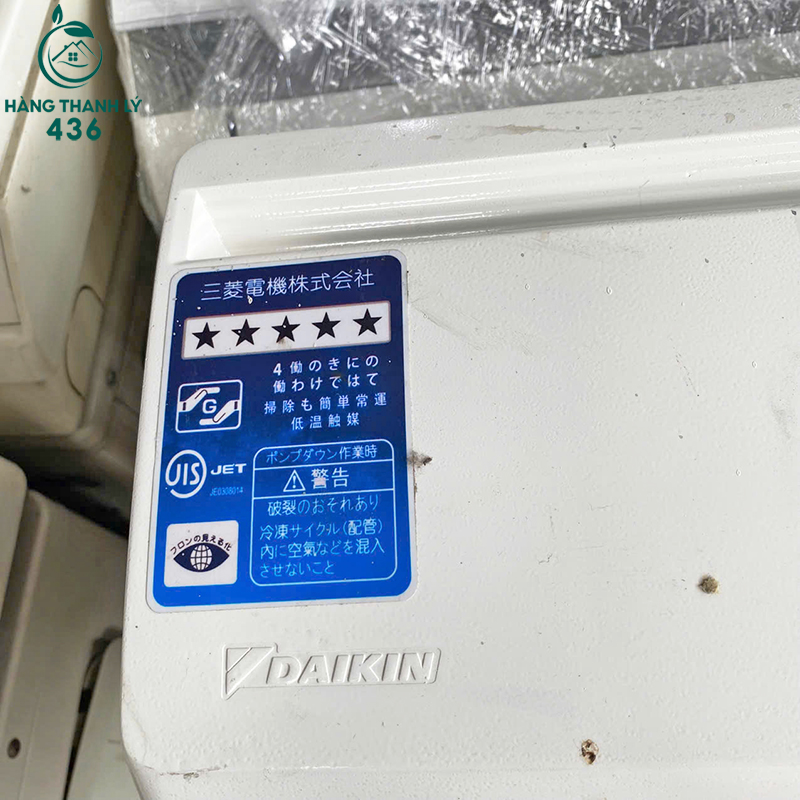 HÀNG THANH LÝ
436
三菱電機株式会社
★★★★★
4働のきにの
働わけではて
掃除も簡単常運
低温触媒
G
JIS JET
JE0308014
ポンプダウン作業時
警告
破裂のおそれあり
冷凍サイクル(配管)
内に空氣などを混入
させないこと
フロンの見える化
DAIKIN